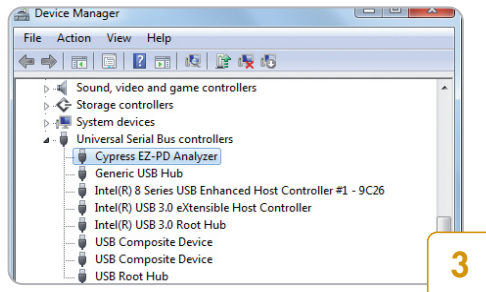 Device Manager
File Action View Help
Sound, video and game controllers
Storage controllers
System devices
Universal Serial Bus controllers
Cypress EZ-PD Analyzer
Generic USB Hub
Intel(R) 8 Series USB Enhanced Host Controller #1 - 9C26
Intel(R) USB 3.0 eXtensible Host Controller
Intel(R) USB 3.0 Root Hub
USB Composite Device
USB Composite Device
USB Root Hub
3